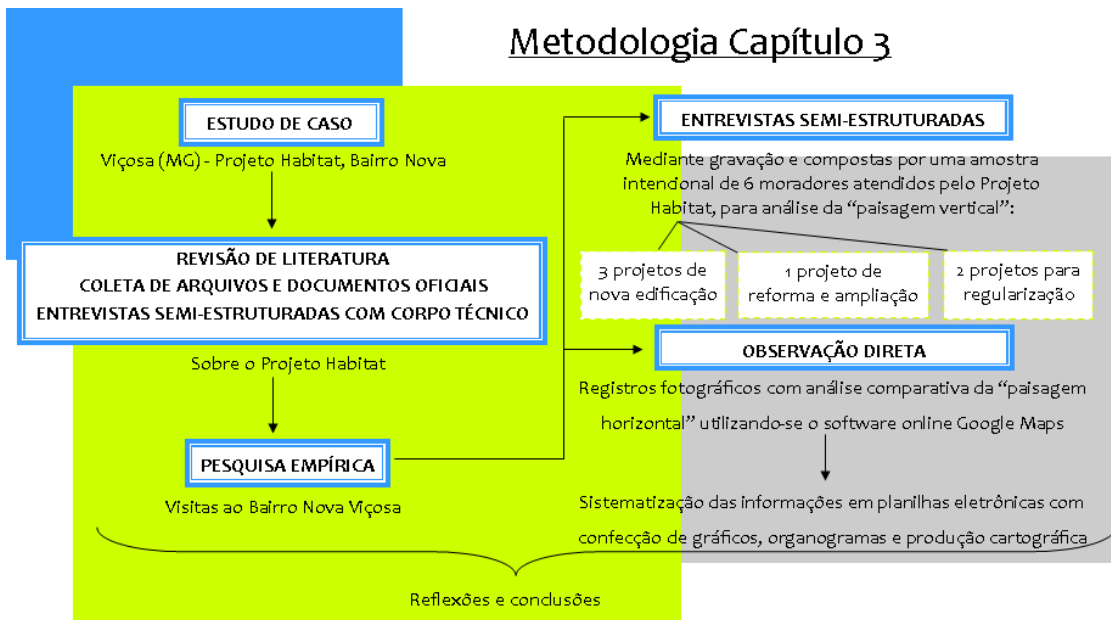 Metodologia Capítulo 3
ESTUDO DE CASO
Viçosa (MG) - Projeto Habitat, Bairro Nova
REVISÃO DE LITERATURA
COLETA DE ARQUIVOS E DOCUMENTOS OFICIAIS
ENTREVISTAS SEMI-ESTRUTURADAS COM CORPO TÉCNICO
Sobre o Projeto Habitat
PESQUISA EMPÍRICA
Visitas ao Bairro Nova Viçosa
ENTREVISTAS SEMI-ESTRUTURADAS
Mediante gravação e compostas por uma amostra
intencional de 6 moradores atendidos pelo Projeto
Habitat, para análise da “paisagem vertical”:
3 projetos de
nova edificação
1 projeto de
reforma e ampliação
2 projetos para
regularização
OBSERVAÇÃO DIRETA
Registros fotográficos com análise comparativa da “paisagem
horizontal” utilizando-se o software online Google Maps
Sistematização das informações em planilhas eletrônicas com
confecção de gráficos, organogramas e produção cartográfica
Reflexões e conclusões